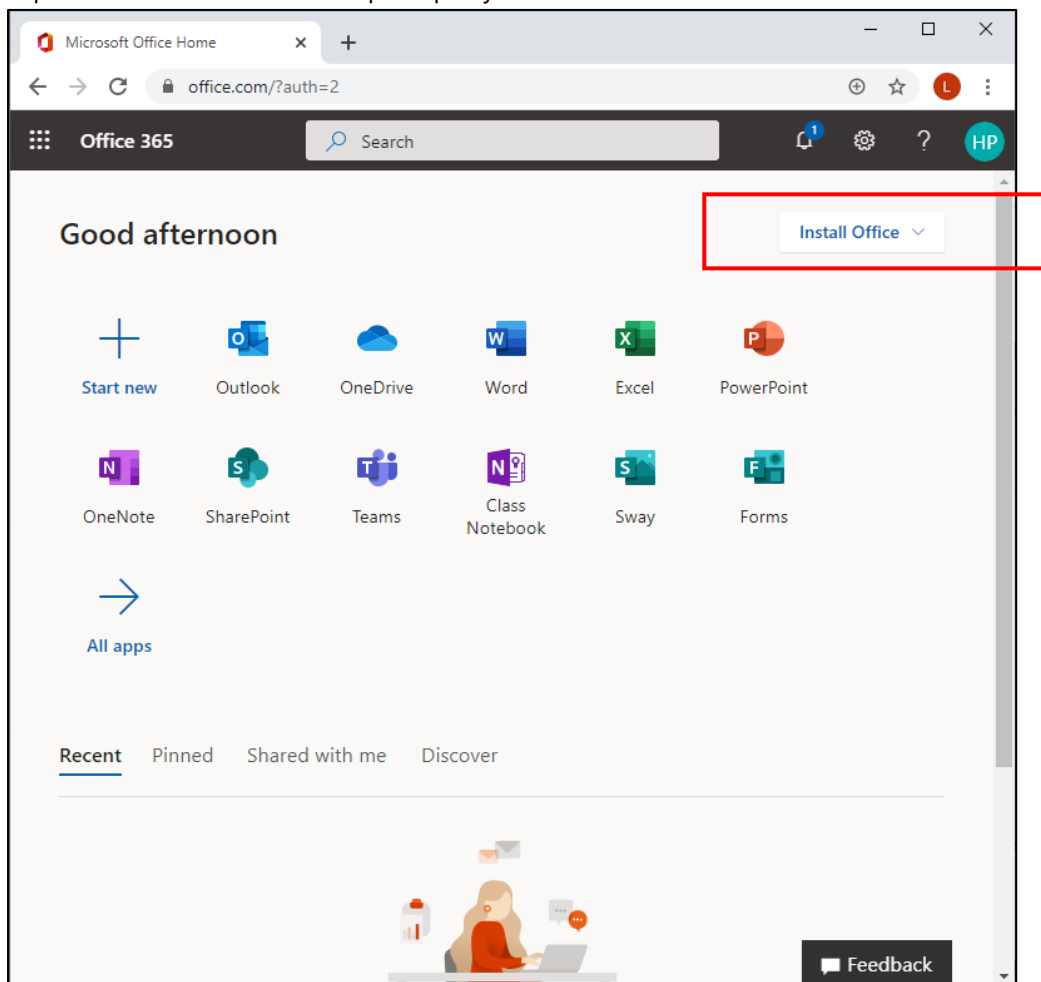 Microsoft Office Home
office.com/?auth=2
L
Office 365
Search
1
?
HP
Good afternoon
Install Office
Start new
Outlook
OneDrive
Word
Excel
PowerPoint
OneNote
SharePoint
Teams
Class
Notebook
Sway
Forms
All apps
Recent Pinned Shared with me Discover
Feedback